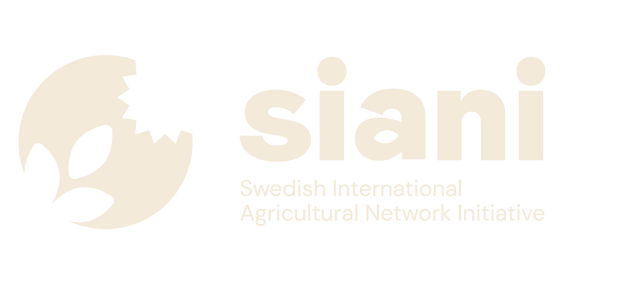 siani
Swedish International
Agricultural Network Initiative